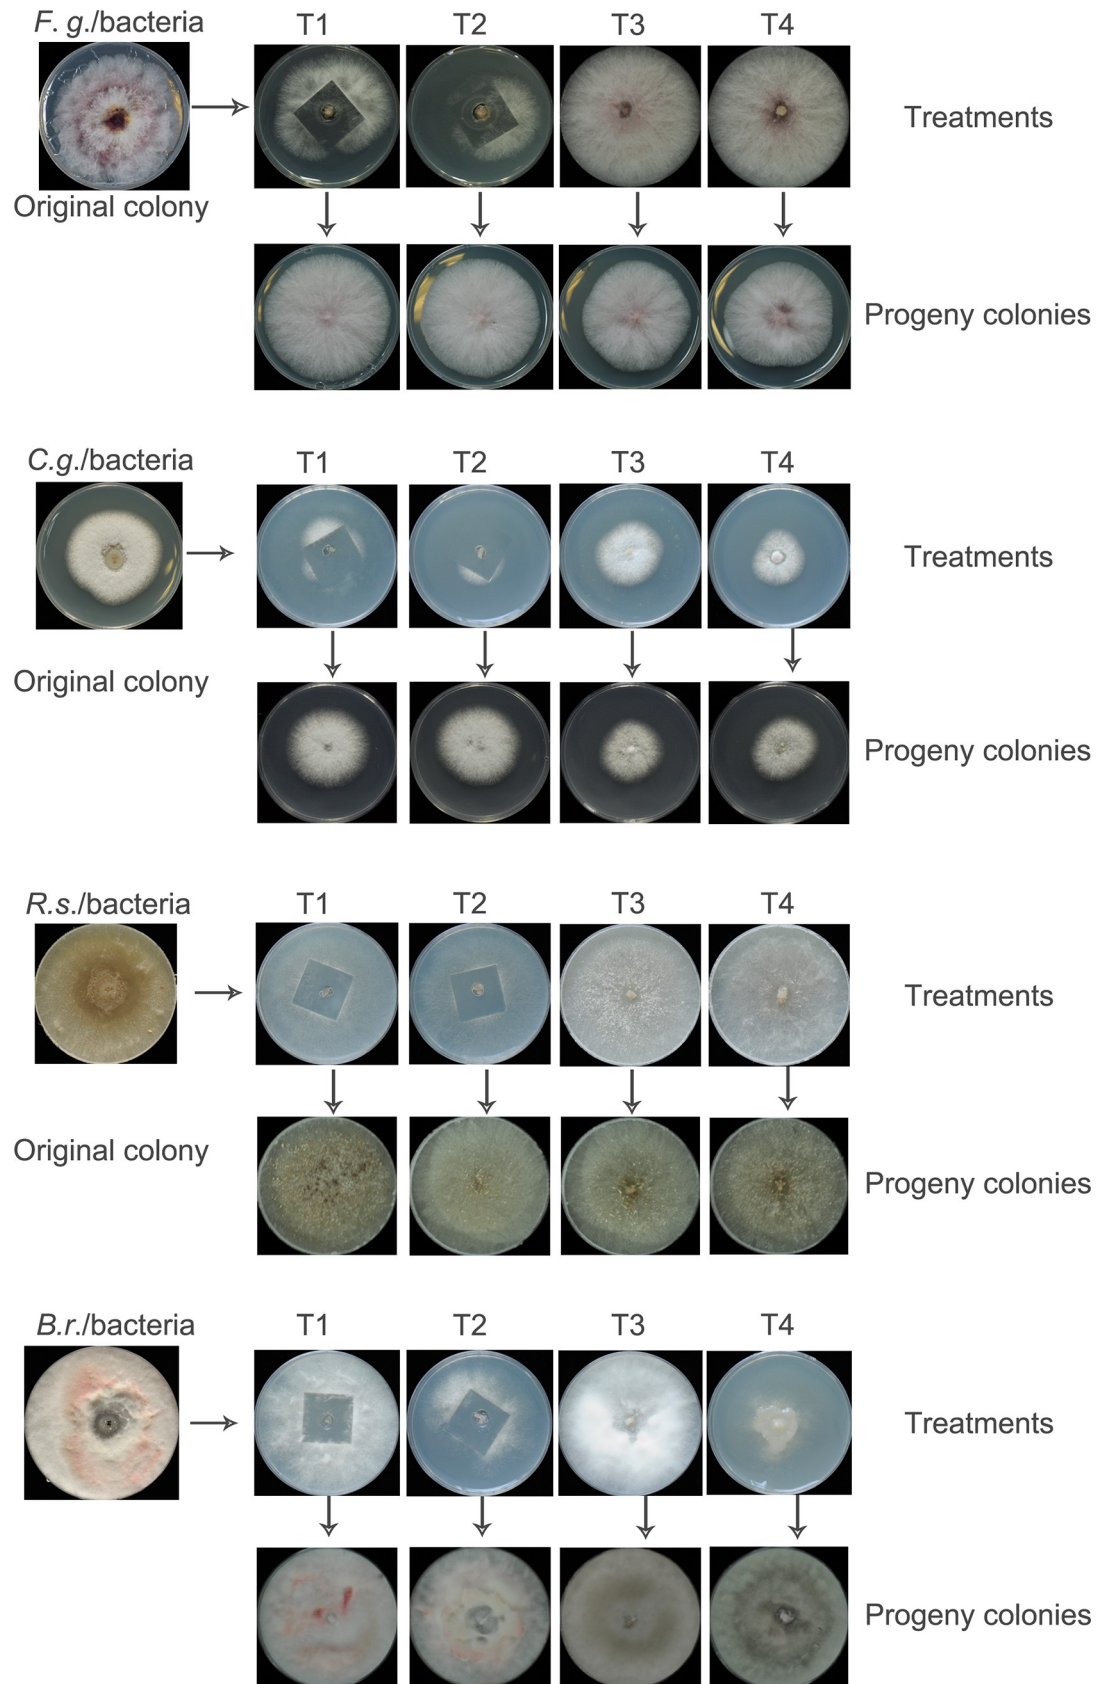 F. g./bacteria T1 T2 T3 T4
Treatments
Original colony
Progeny colonies
C.g./bacteria T1 T2 T3 T4
Treatments
Original colony
Progeny colonies
R.s./bacteria T1 T2 T3 T4
Treatments
Original colony
Progeny colonies
B.r./bacteria T1 T2 T3 T4
Treatments
Progeny colonies